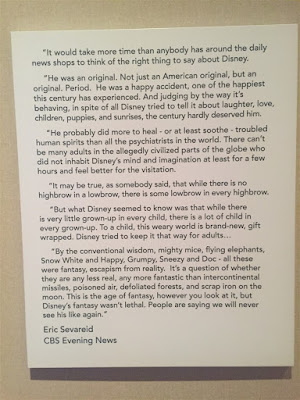 "It would take more time than anybody has around the daily
news shops to think of the right thing to say about Disney.
"He was an original. Not just an American original, but an
original. Period. He was a happy accident, one of the happiest
this century has experienced. And judging by the way it's
behaving, in spite of all Disney tried to tell it about laughter, love,
children, puppies, and sunrises, the century hardly deserved him.
"He probably did more to heal - or at least soothe - troubled
human spirits than all the psychiatrists in the world. There can't
be many adults in the allegedly civilized parts of the globe who
did not inhabit Disney's mind and imagination at least for a few
hours and feel better for the visitation.
"It may be true, as somebody said, that while there is no
highbrow in a lowbrow, there is some lowbrow in every highbrow.
"But what Disney seemed to know was that while there
is very little grown-up in every child, there is a lot of child in
every grown-up. To a child, this weary world is brand-new, gift
wrapped. Disney tried to keep it that way for adults...
"By the conventional wisdom, mighty mice, flying elephants,
Snow White and Happy, Grumpy, Sneezy and Doc - all these
were fantasy, escapism from reality. It's a question of whether
they are any less real, any more fantastic than intercontinental
missiles, poisoned air, defoliated forests, and scrap iron on the
moon. This is the age of fantasy, however you look at it, but
Disney's fantasy wasn't lethal. People are saying we will never
see his like again."
Eric Sevareid
CBS Evening News